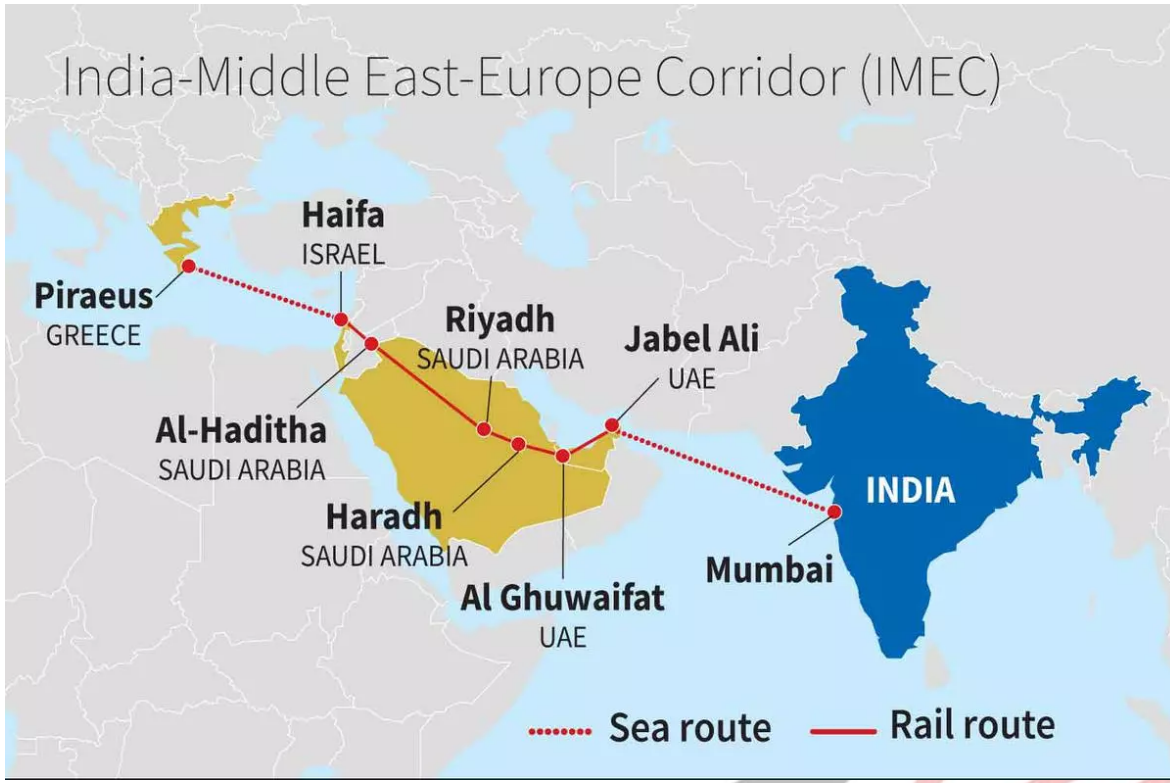 India-Middle East-Europe Corridor (IMEC)
Haifa
ISRAEL
Piraeus
GREECE
Riyadh
SAUDI ARABIA
Jabel Ali
UAE
Al-Haditha
SAUDI ARABIA
INDIA
Haradh
SAUDI ARABIA
Mumbai
Al Ghuwaifat
UAE
Sea route
Rail route